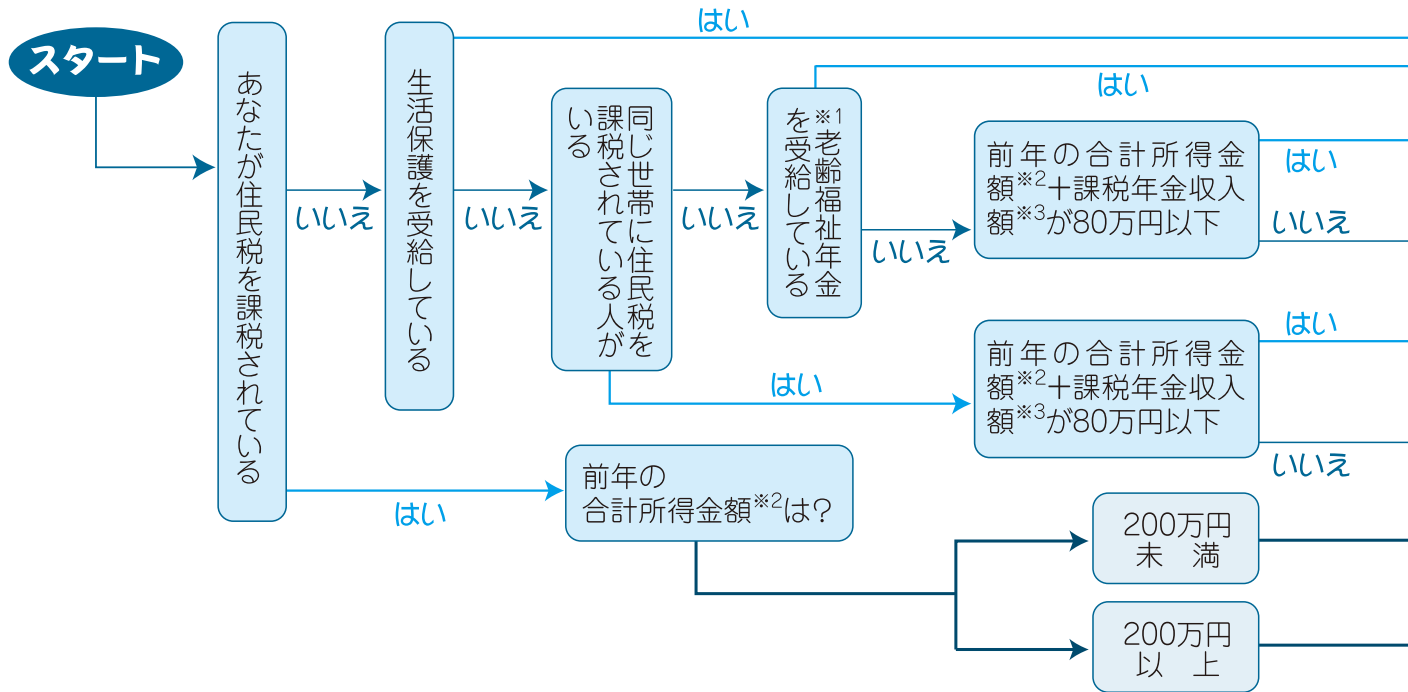 スタート
あなたが住民税を課税されている
はい
いいえ
生活保護を受給している
はい
いいえ
同じ世帯に住民税を
課税されている人が
いる
はい
いいえ
※1老齢福祉年金
を受給している
はい
いいえ
前年の合計所得金
額※2+課税年金収入
額※3が80万円以下
はい
いいえ
前年の合計所得金
額※2+課税年金収入
額※3が80万円以下
はい
いいえ
前年の
合計所得金額※2は?
200万円
未 満
200万円
以 上